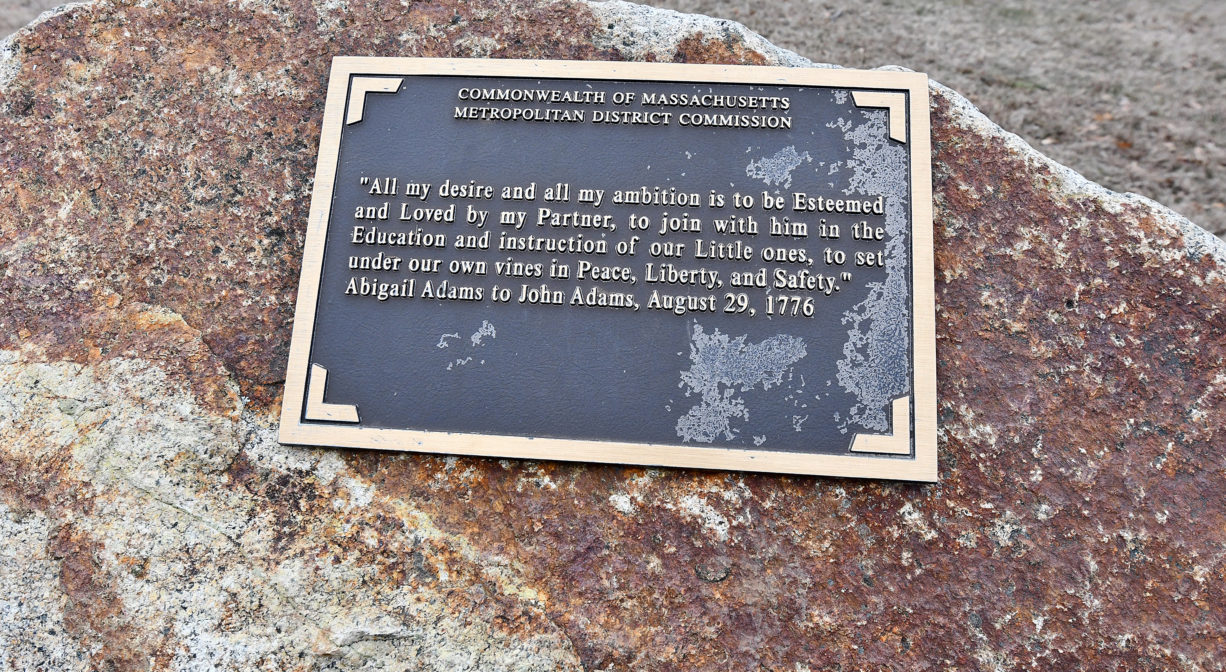 COMMONWEALTH OF MASSACHUSETTS
METROPOLITAN DISTRICT COMMISSION
"All my desire and all my ambition is to be Esteemed
and Loved by my Partner, to join with him in the
Education and instruction of our Little ones, to set
under our own vines in Peace, Liberty, and Safety."
Abigail Adams to John Adams, August 29, 1776